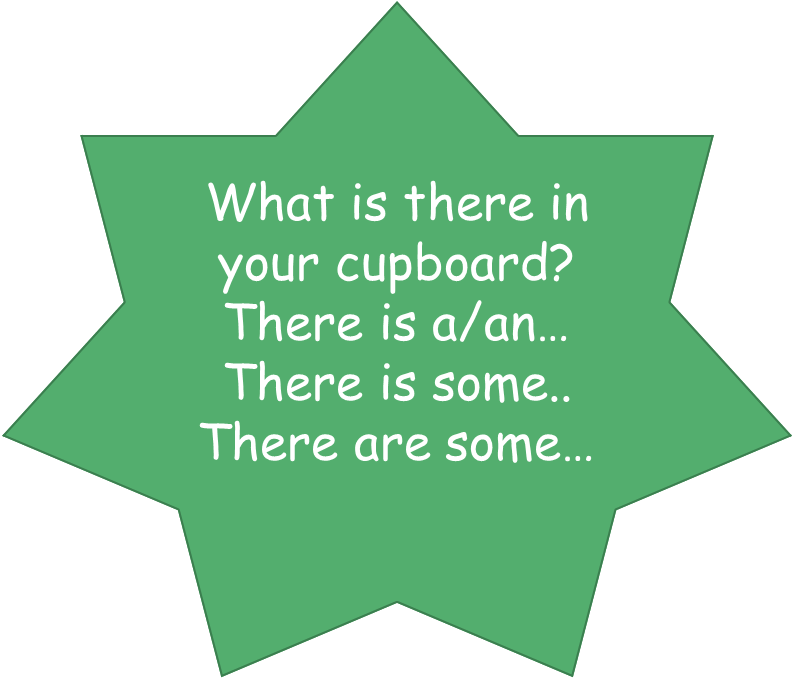 What is there in
your cupboard?
There is a/an...
There is some..
There are some...